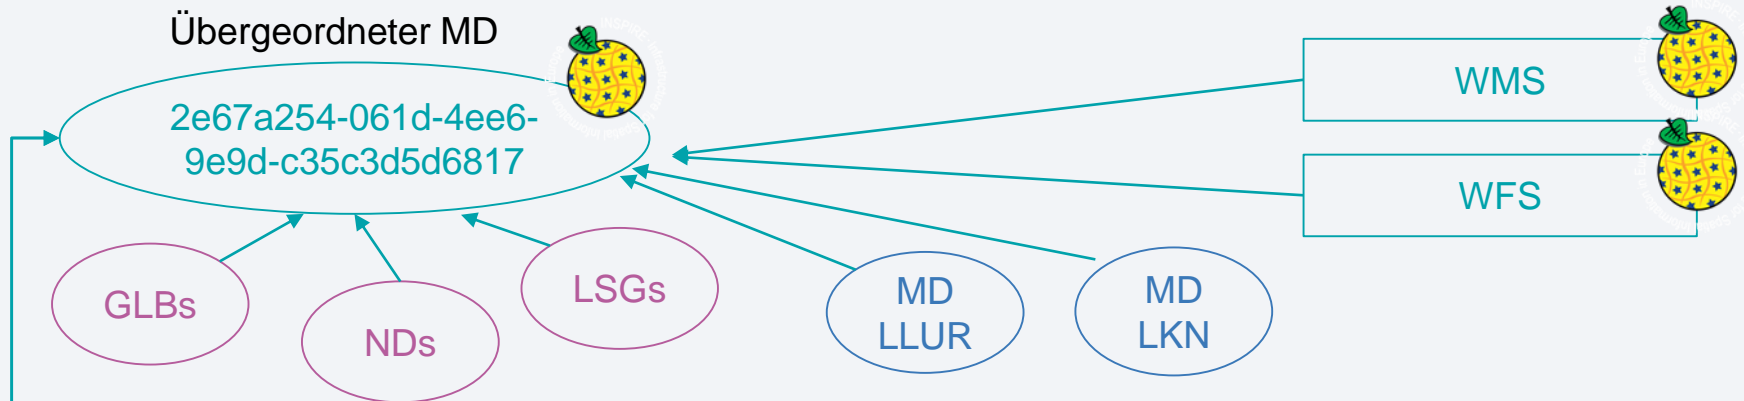 Übergeordneter MD
2e67a254-061d-4ee6-
9e9d-c35c3d5d6817
WMS
WFS
GLBs
NDs
LSGs
MD
LLUR
MD
LKN